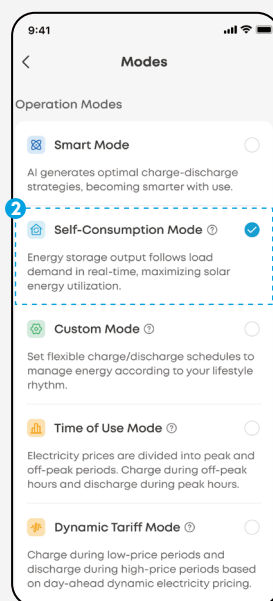 9:41
Modes
Operation Modes
Smart Mode
AI generates optimal charge-discharge
strategies, becoming smarter with use.
2
Self-Consumption Mode ?
Energy storage output follows load
demand in real-time, maximizing solar
energy utilization.
Custom Mode ?
Set flexible charge/discharge schedules to
manage energy according to your lifestyle
rhythm.
Time of Use Mode ?
Electricity prices are divided into peak and
off-peak periods. Charge during off-peak
hours and discharge during peak hours.
Dynamic Tariff Mode ?
Charge during low-price periods and
discharge during high-price periods based
on day-ahead dynamic electricity pricing.